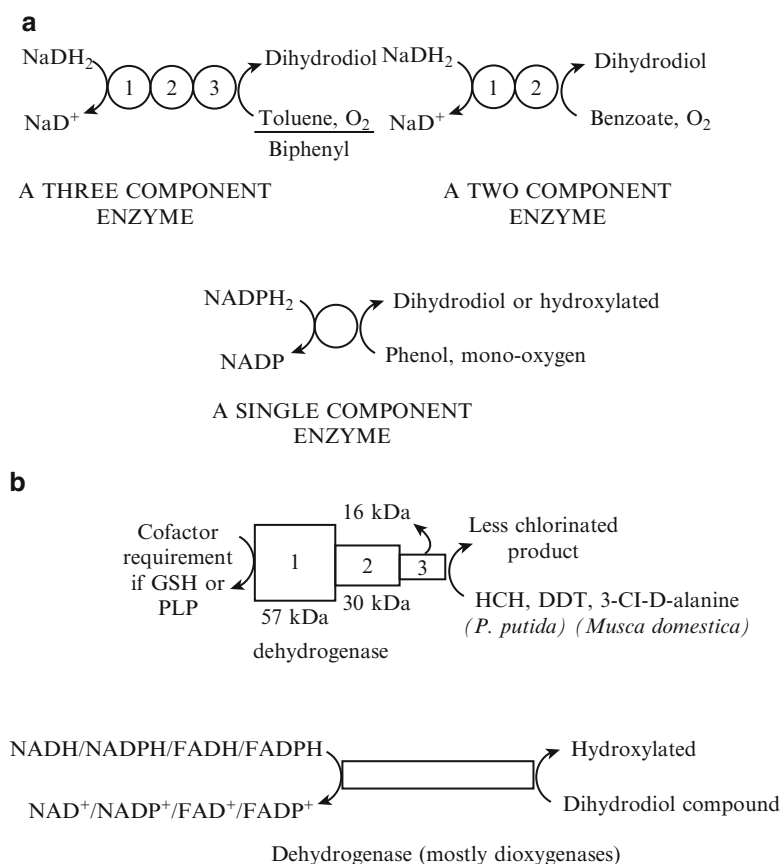 a
NaDH₂
NaD⁺
1 2 3
Dihydrodiol
Toluene, O₂
Biphenyl
A THREE COMPONENT
ENZYME
NaDH₂
NaD⁺
1 2
Dihydrodiol
Benzoate, O₂
A TWO COMPONENT
ENZYME
NADPH₂
NADP
Dihydrodiol or hydroxylated
Phenol, mono-oxygen
A SINGLE COMPONENT
ENZYME
b
Cofactor
requirement
if GSH or
PLP
1
57 kDa
2
30 kDa
16 kDa
3
dehydrogenase
Less chlorinated
product
HCH, DDT, 3-CI-D-alanine
(P. putida) (Musca domestica)
NADH/NADPH/FADH/FADPH
NAD⁺/NADP⁺/FAD⁺/FADP⁺
Hydroxylated
Dihydrodiol compound
Dehydrogenase (mostly dioxygenases)